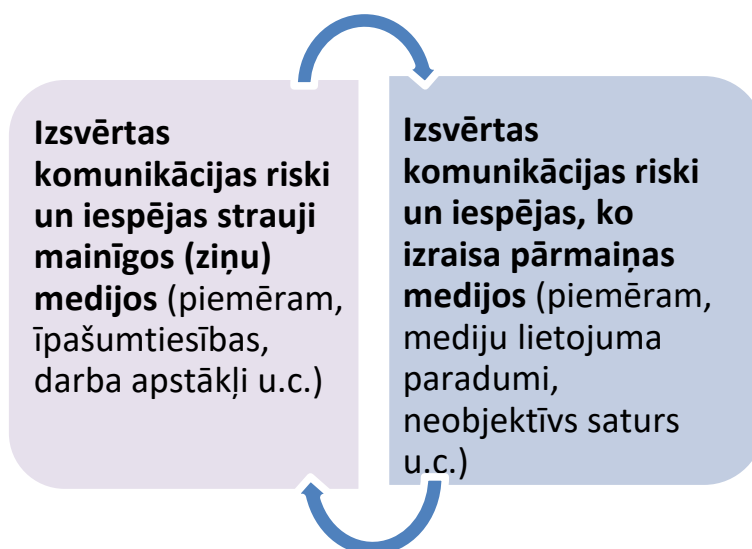 Izsvērtas
komunikācijas riski
un iespējas strauji
mainīgos (ziņu)
medijos (piemēram,
īpašumtiesības,
darba apstākļi u.c.)
Izsvērtas
komunikācijas riski
un iespējas, ko
izraisa pārmaiņas
medijos (piemēram,
mediju lietojuma
paradumi,
neobjektīvs saturs
u.c.)